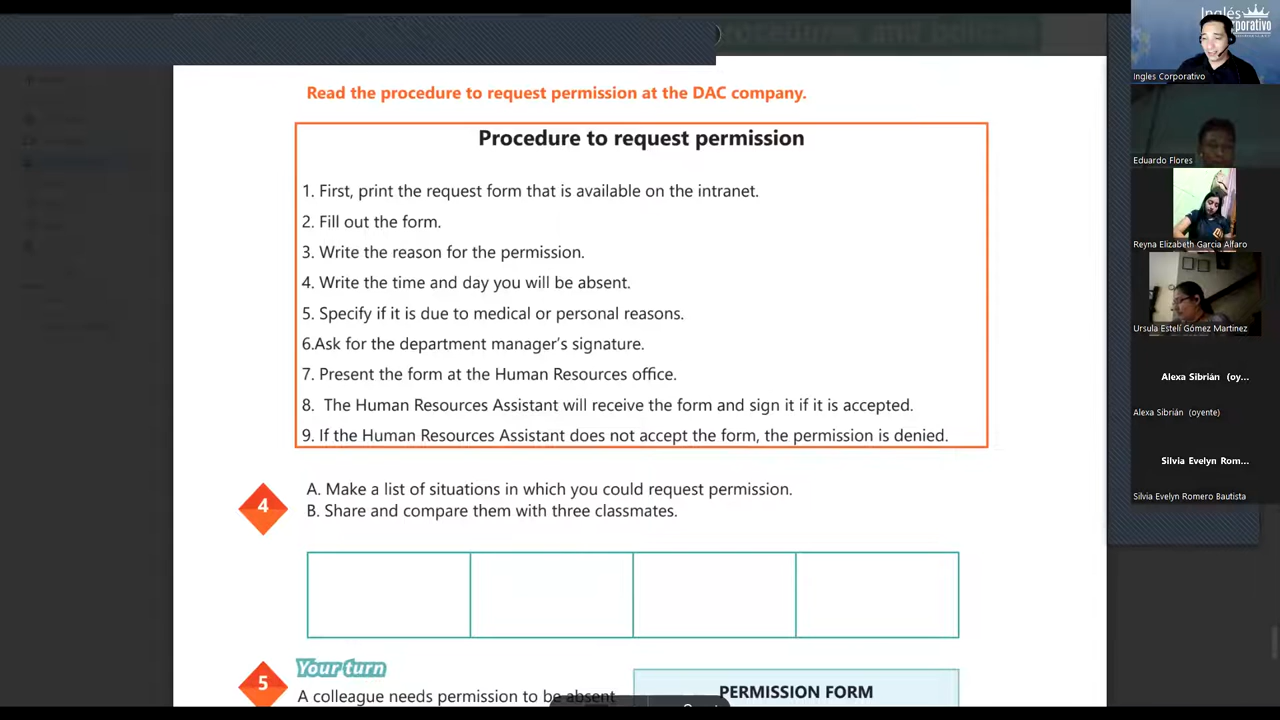 Read the procedure to request permission at the DAC company.
Procedure to request permission
1. First, print the request form that is available on the intranet.
2. Fill out the form.
3. Write the reason for the permission.
4. Write the time and day you will be absent.
5. Specify if it is due to medical or personal reasons.
6.Ask for the department manager's signature.
7. Present the form at the Human Resources office.
8. The Human Resources Assistant will receive the form and sign it if it is accepted.
9. If the Human Resources Assistant does not accept the form, the permission is denied.
4
A. Make a list of situations in which you could request permission.
B. Share and compare them with three classmates.
5
Your turn
A colleague needs permission to be absent
PERMISSION FORM
Inglés
Ingles Corporativo
Eduardo Flores
Reyna Elizabeth Garcia Alfaro
Ursula Estelí Gómez Martinez
Alexa Sibrián (oy...
Alexa Sibrián (oyente)
Silvia Evelyn Rom...
Silvia Evelyn Romero Bautista